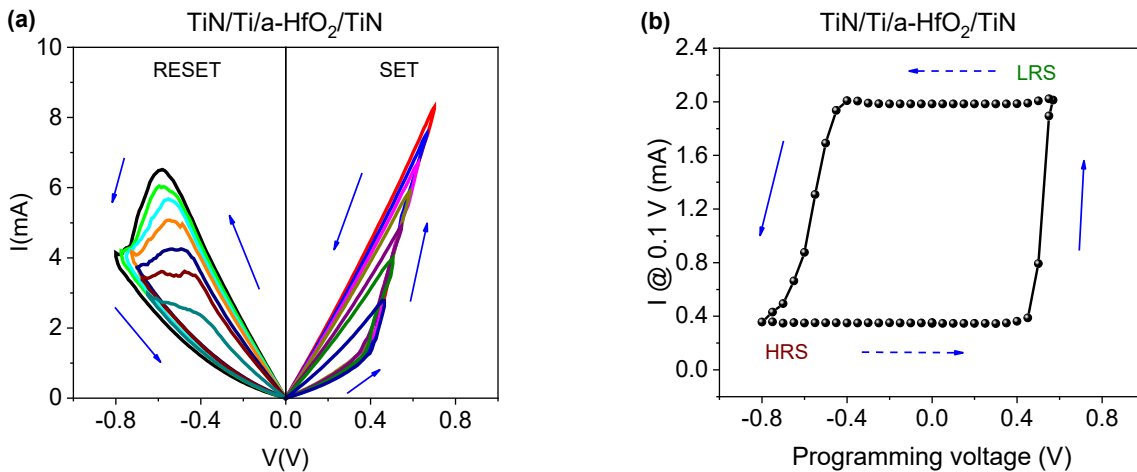 (a)
TiN/Ti/a-HfO₂/TiN
RESET
SET
I(mA)
10
8
6
4
2
0
-0.8
-0.4
0.0
0.4
0.8
V(V)
(b)
TiN/Ti/a-HfO₂/TiN
LRS
HRS
I @ 0.1 V (mA)
2.4
2.0
1.6
1.2
0.8
0.4
0.0
-0.8
-0.4
0.0
0.4
0.8
Programming voltage (V)